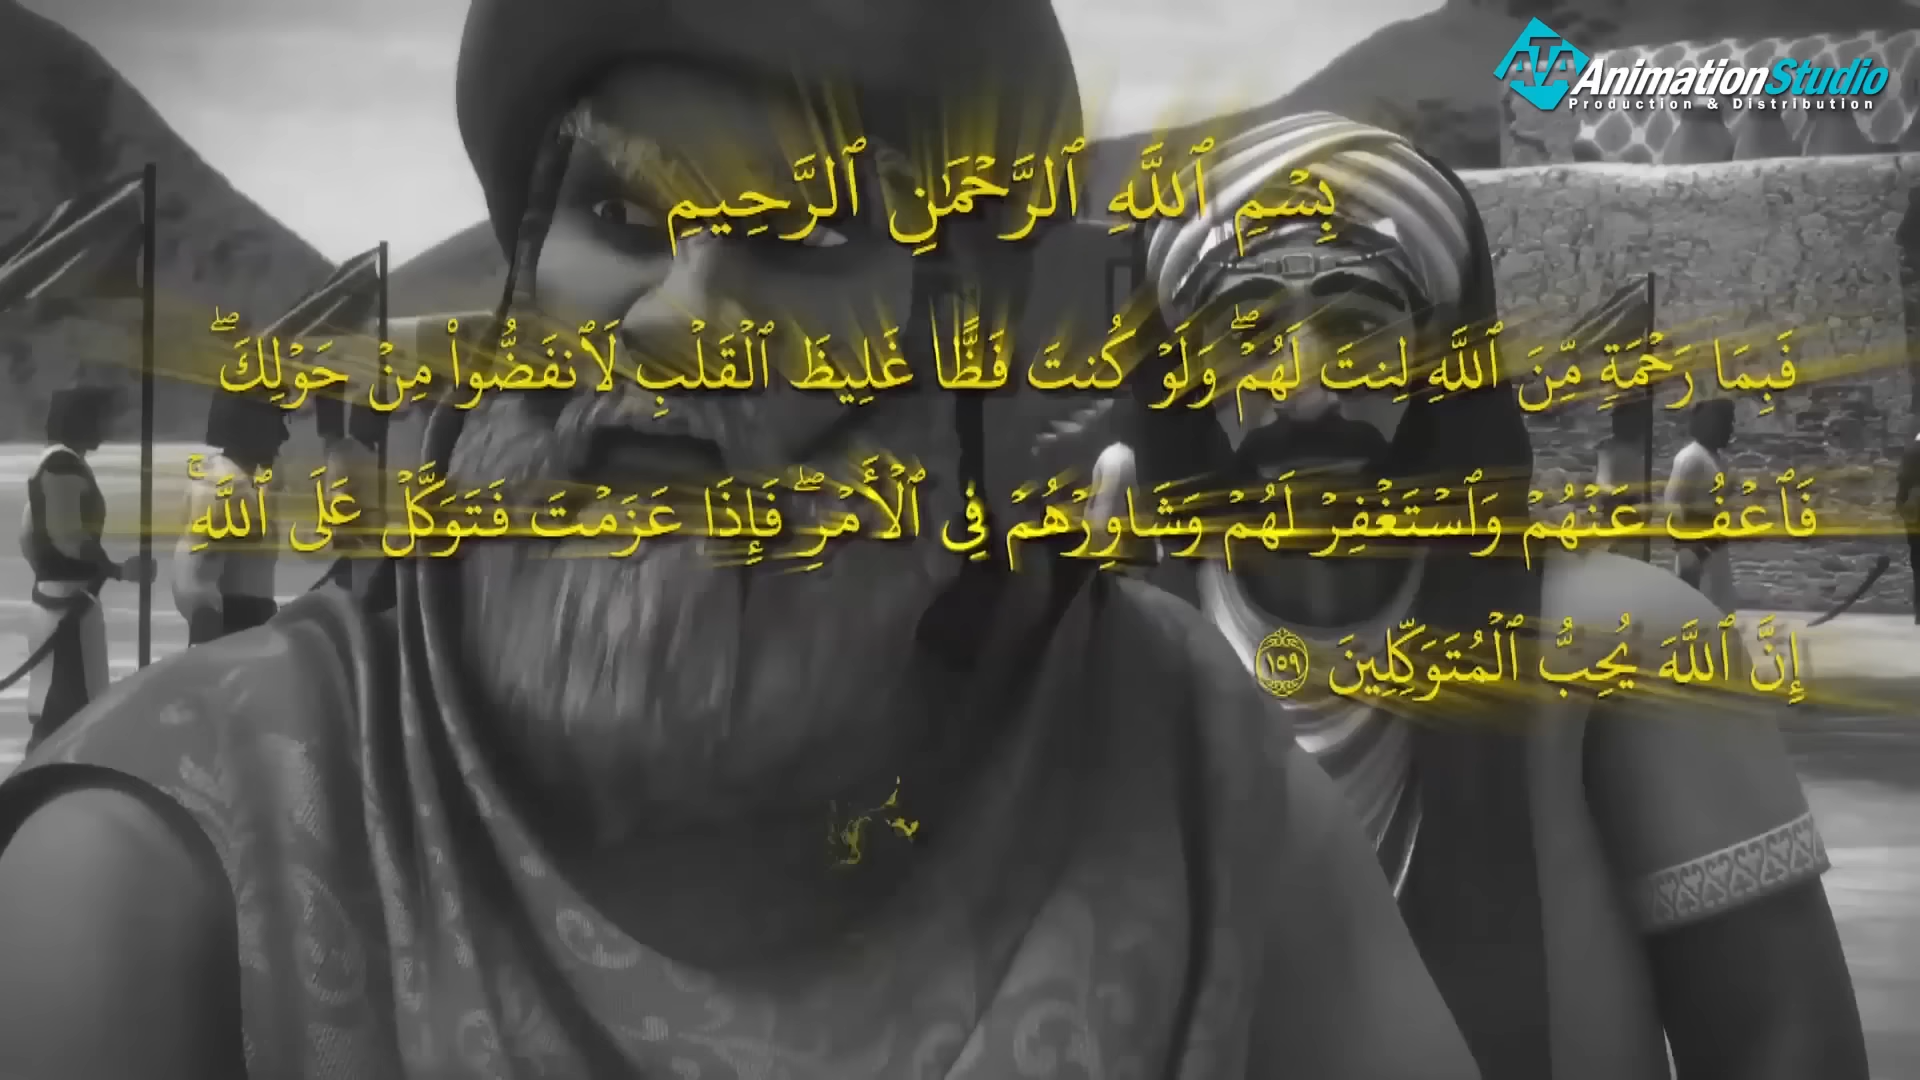 ATA AnimationStudio
Production & Distribution
بِسْمِ ٱللَّهِ ٱلرَّحْمَٰنِ ٱلرَّحِيمِ
فَبِمَا رَحْمَةٍ مِّنَ ٱللَّهِ لِنتَ لَهُمْ ۖ وَلَوْ كُنتَ فَظًّا غَلِيظَ ٱلْقَلْبِ لَٱنفَضُّوا۟ مِنْ حَوْلِكَ ۖ
فَٱعْفُ عَنْهُمْ وَٱسْتَغْفِرْ لَهُمْ وَشَاوِرْهُمْ فِى ٱلْأَمْرِ ۖ فَإِذَا عَزَمْتَ فَتَوَكَّلْ عَلَى ٱللَّهِ ۚ
إِنَّ ٱللَّهَ يُحِبُّ ٱلْمُتَوَكِّلِينَ ١٥٩